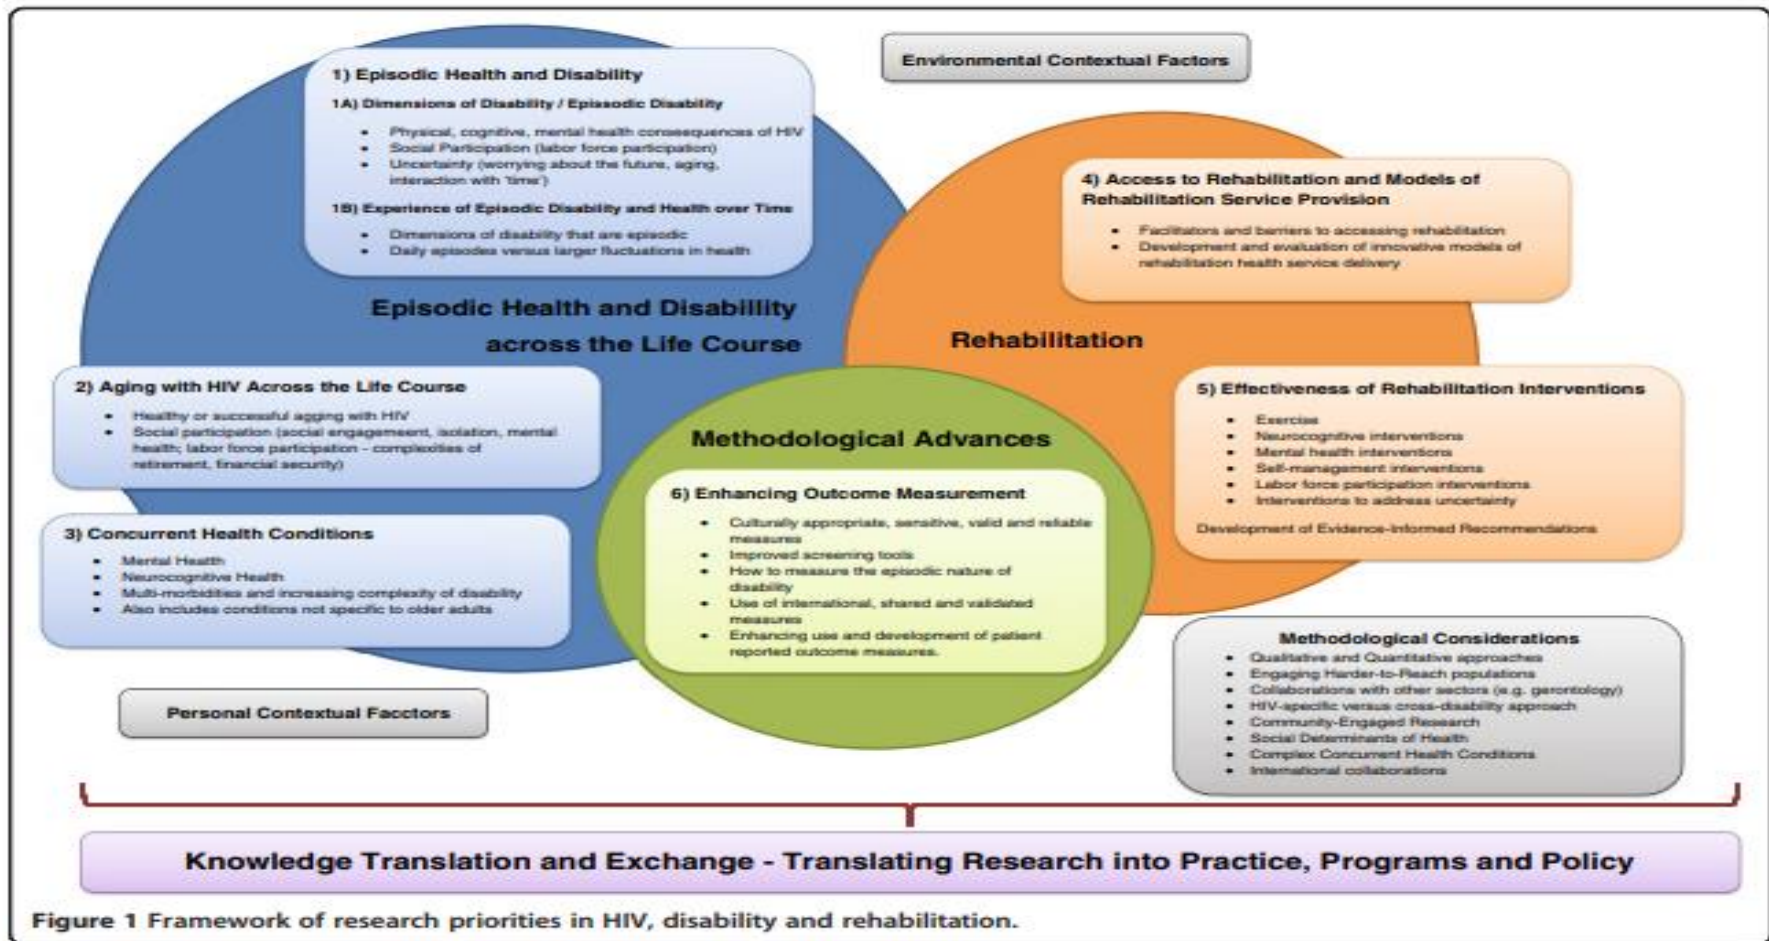 Environmental Contextual Factors
1) Episodic Health and Disability
1A) Dimensions of Disability / Epissodic Disability
• Physical, cognitive, mental health conssequences of HIV
• Social Participation (labor force participation)
• Uncertainty (worrying about the future, aging,
interaction with 'time')
1B) Experience of Episodic Disability and Health over Time
• Dimensions of disability that are episodic
• Daily episodes versus larger fluctuations in health
Episodic Health and Disabillity
across the Life Course
2) Aging with HIV Across the Life Course
• Healthy or successful agging with HIV
• Social participation (social engagemeent, isolation, mental
health; labor force participation - complexities of
retirement, financial security)
3) Concurrent Health Conditions
• Mental Health
• Neurocognitive Health
• Multi-morbidities and increasing complexity of disability
• Also includes conditions not specific to older adults
Personal Contextual Facctors
Rehabilitation
4) Access to Rehabilitation and Models of
Rehabilitation Service Provision
• Facilitators and barriers to accessing rehabilitation
• Development and evaluation of innovative models of
rehabilitation health service delivery
5) Effectiveness of Rehabilitation Interventions
• Exercise
• Neurocognitive interventions
• Mental health interventions
• Self-management interventions
• Labor force participation interventions
• Interventions to address uncertainty
Development of Evidence-Informed Recommendations
Methodological Advances
6) Enhancing Outcome Measurement
• Culturally appropriate, sensitive, valid and reliable
measures
• Improved screening tools
• How to measure the episodic nature of
disability
• Use of international, shared and validated
measures
• Enhancing use and development of patient
reported outcome measures.
Methodological Considerations
• Qualitative and Quantitative approaches
• Engaging Harder-to-Reach populations
• Collaborations with other sectors (e.g. gerontology)
• HIV-specific versus cross-disability approach
• Community-Engaged Research
• Social Determinants of Health
• Complex Concurrent Health Conditions
• International collaborations
Knowledge Translation and Exchange - Translating Research into Practice, Programs and Policy
Figure 1 Framework of research priorities in HIV, disability and rehabilitation.